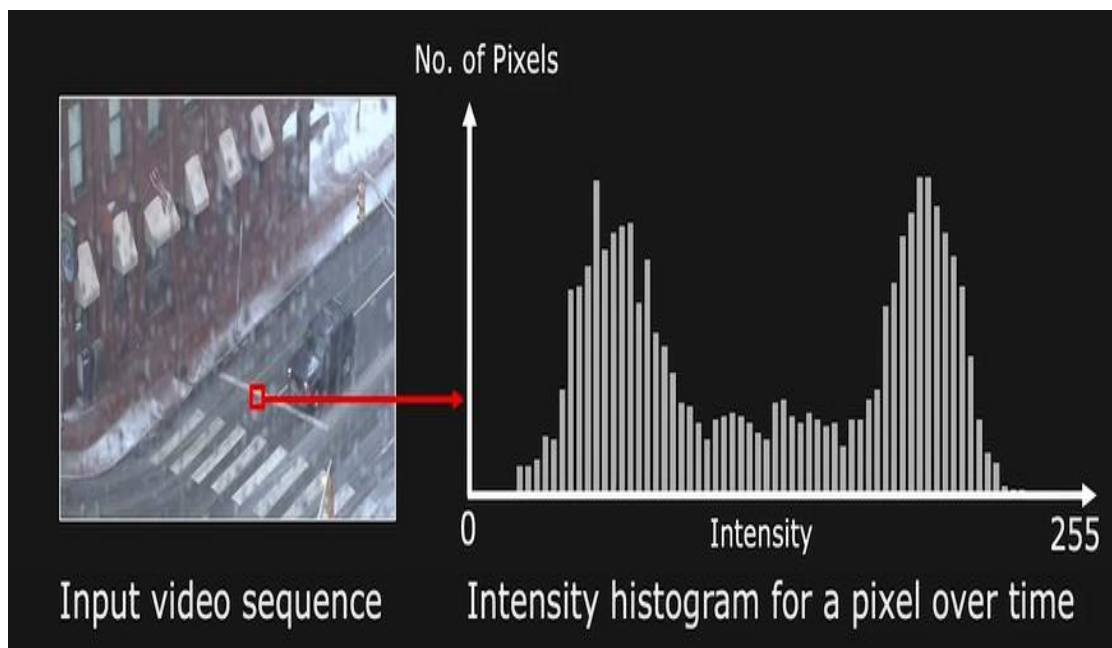 No. of Pixels
0
Intensity
255
Input video sequence
Intensity histogram for a pixel over time